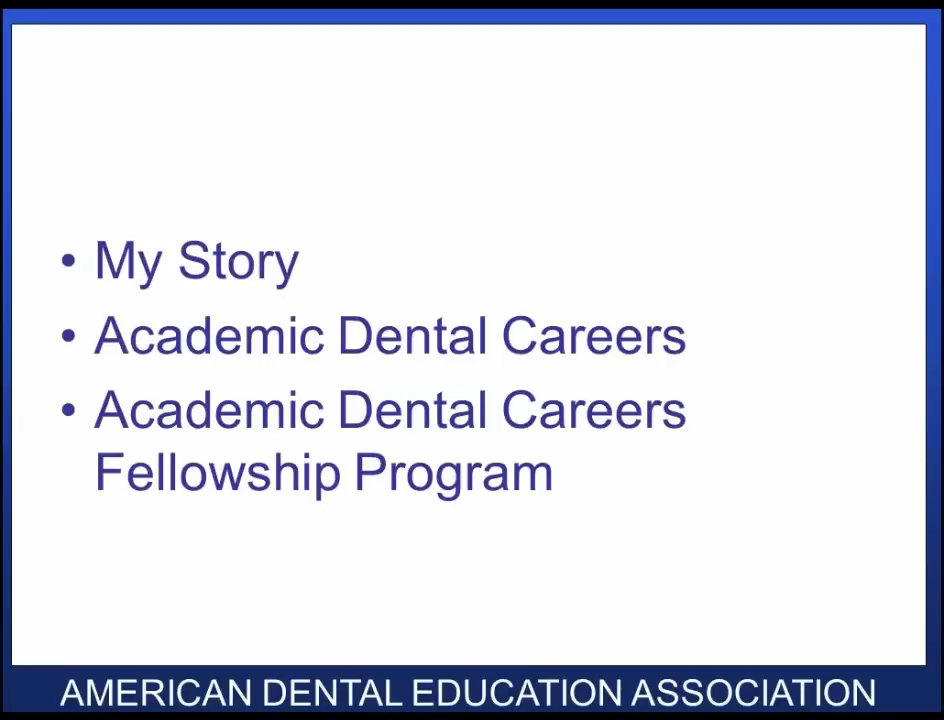 • My Story
• Academic Dental Careers
• Academic Dental Careers
Fellowship Program
AMERICAN DENTAL EDUCATION ASSOCIATION